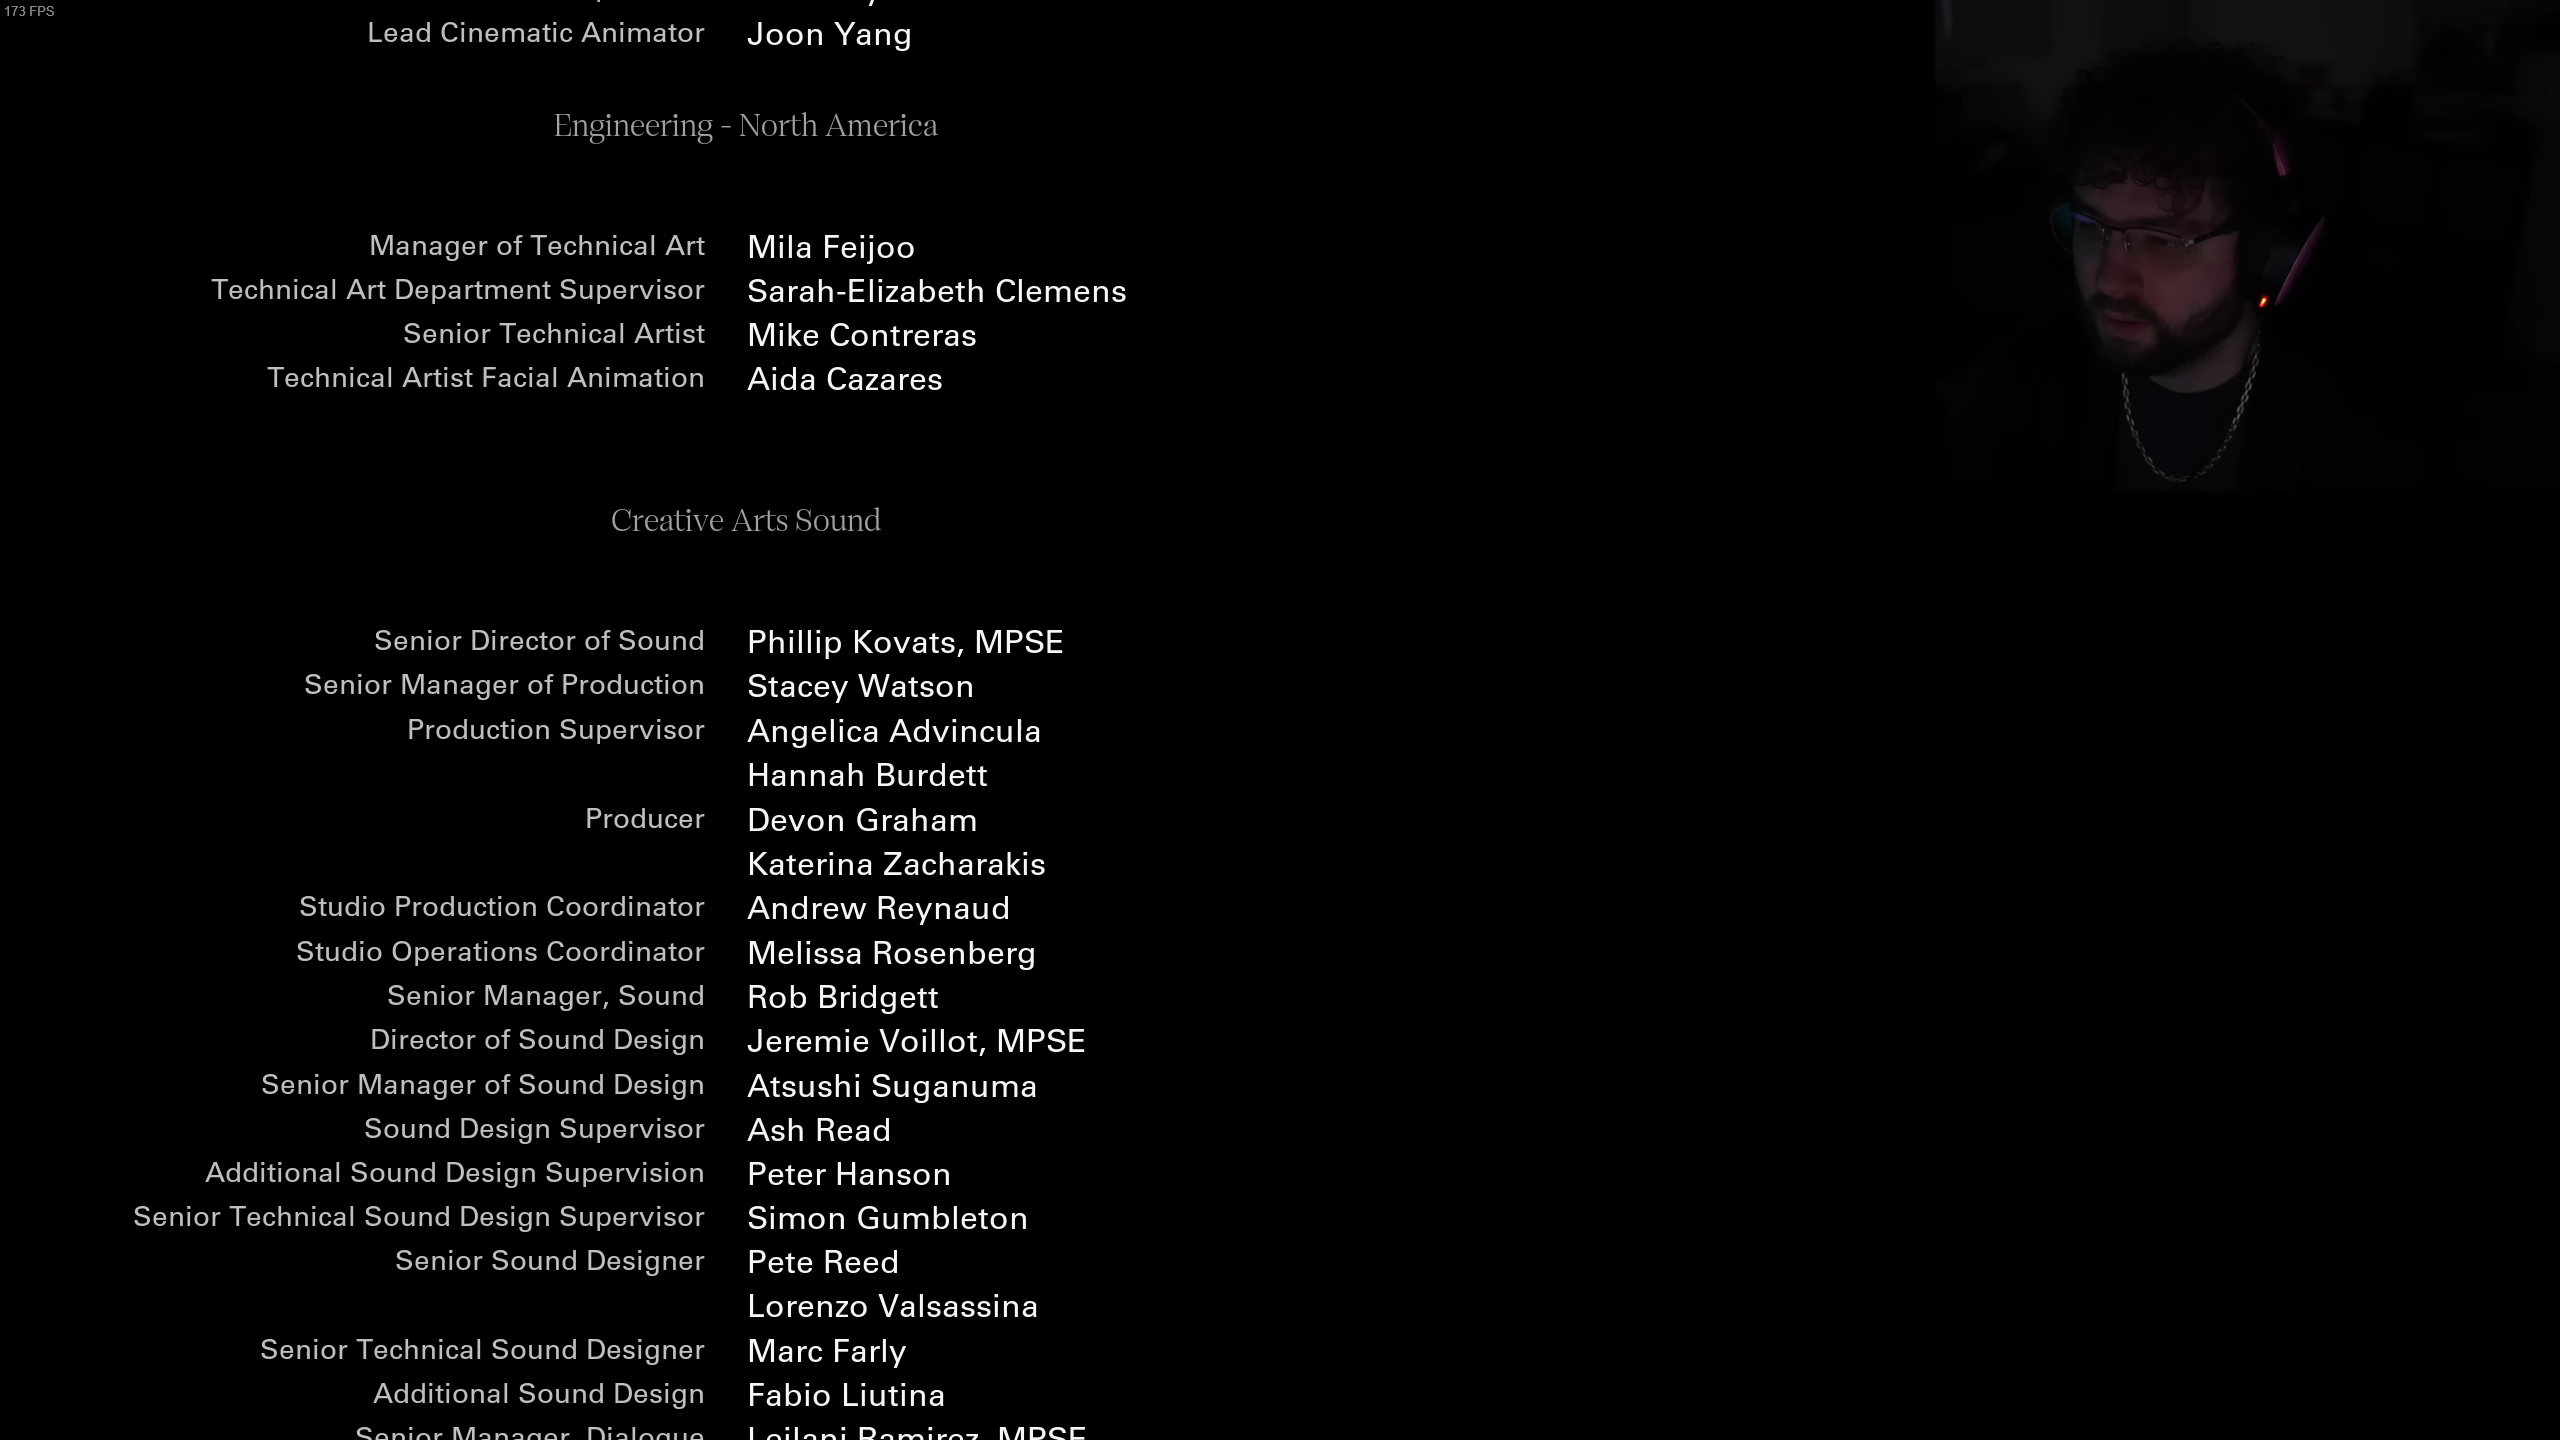 173 FPS
Lead Cinematic Animator Joon Yang
Engineering - North America
Manager of Technical Art Mila Feijoo
Technical Art Department Supervisor Sarah-Elizabeth Clemens
Senior Technical Artist Mike Contreras
Technical Artist Facial Animation Aida Cazares
Creative Arts Sound
Senior Director of Sound Phillip Kovats, MPSE
Senior Manager of Production Stacey Watson
Production Supervisor Angelica Advincula
Hannah Burdett
Producer Devon Graham
Katerina Zacharakis
Studio Production Coordinator Andrew Reynaud
Studio Operations Coordinator Melissa Rosenberg
Senior Manager, Sound Rob Bridgett
Director of Sound Design Jeremie Voillot, MPSE
Senior Manager of Sound Design Atsushi Suganuma
Sound Design Supervisor Ash Read
Additional Sound Design Supervision Peter Hanson
Senior Technical Sound Design Supervisor Simon Gumbleton
Senior Sound Designer Pete Reed
Lorenzo Valsassina
Senior Technical Sound Designer Marc Farly
Additional Sound Design Fabio Liutina
Senior Manager, Dialogue Leilani Ramirez, MPSE